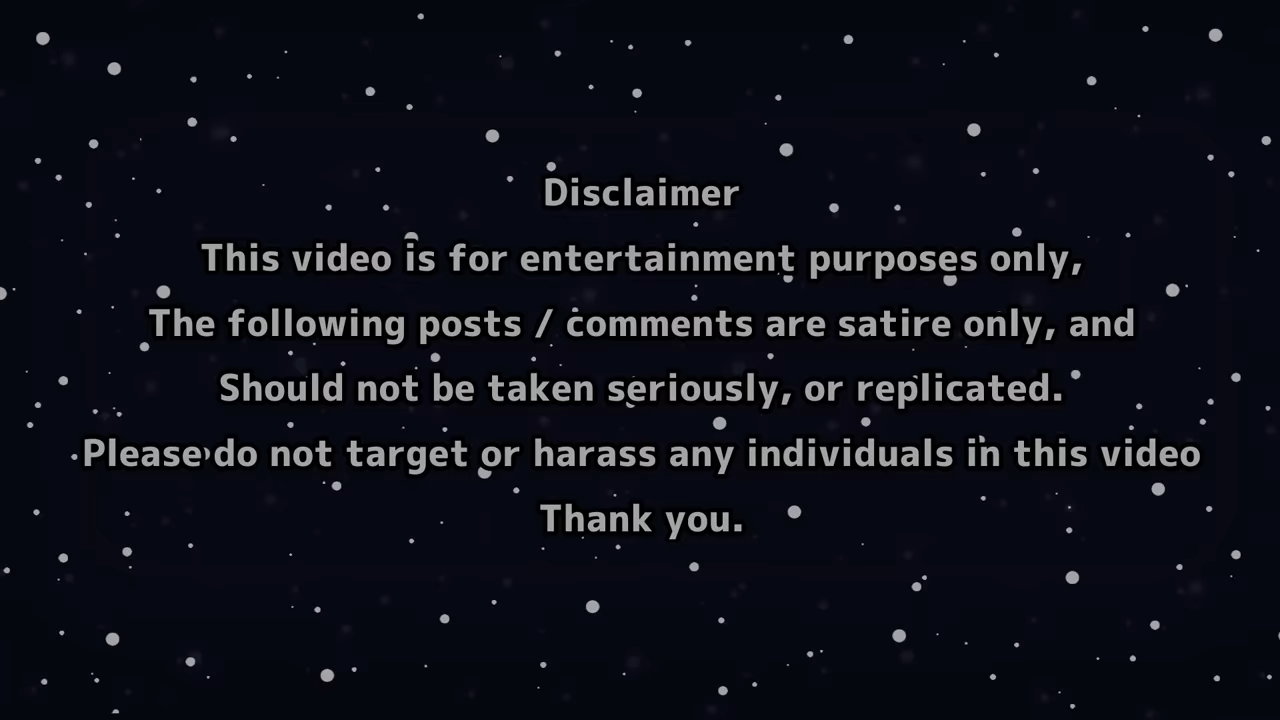 Disclaimer
This video is for entertainment purposes only,
The following posts / comments are satire only, and
Should not be taken seriously, or replicated.
Please do not target or harass any individuals in this video
Thank you.